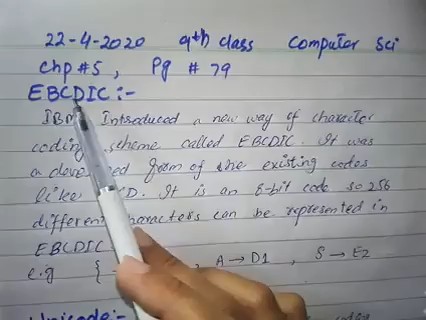 22-4-2020 9th class Computer Sci
Chp #5, Pg # 79
EBCDIC:-
IBM Introduced a new way of character
coding scheme called EBCDIC. It was
a developed form of the existing codes
like D. It is an 8-bit code so 256
different characters can be represented in
EBCDIC
e.g { , A → D1 , S → E2
Unicode:-